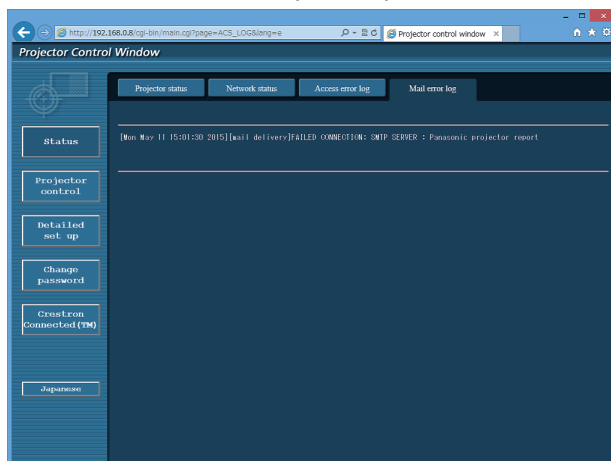 http://192.168.0.8/cgi-bin/main.cgi?page=ACS_LOG&lang=e
Projector control window
Projector Control Window
Projector status
Network status
Access error log
Mail error log
[Mon May 11 15:01:30 2015][mail delivery]FAILED CONNECTION: SMTP SERVER : Panasonic projector report
Status
Projector
control
Detailed
set up
Change
password
Crestron
Connected(TM)
Japanese